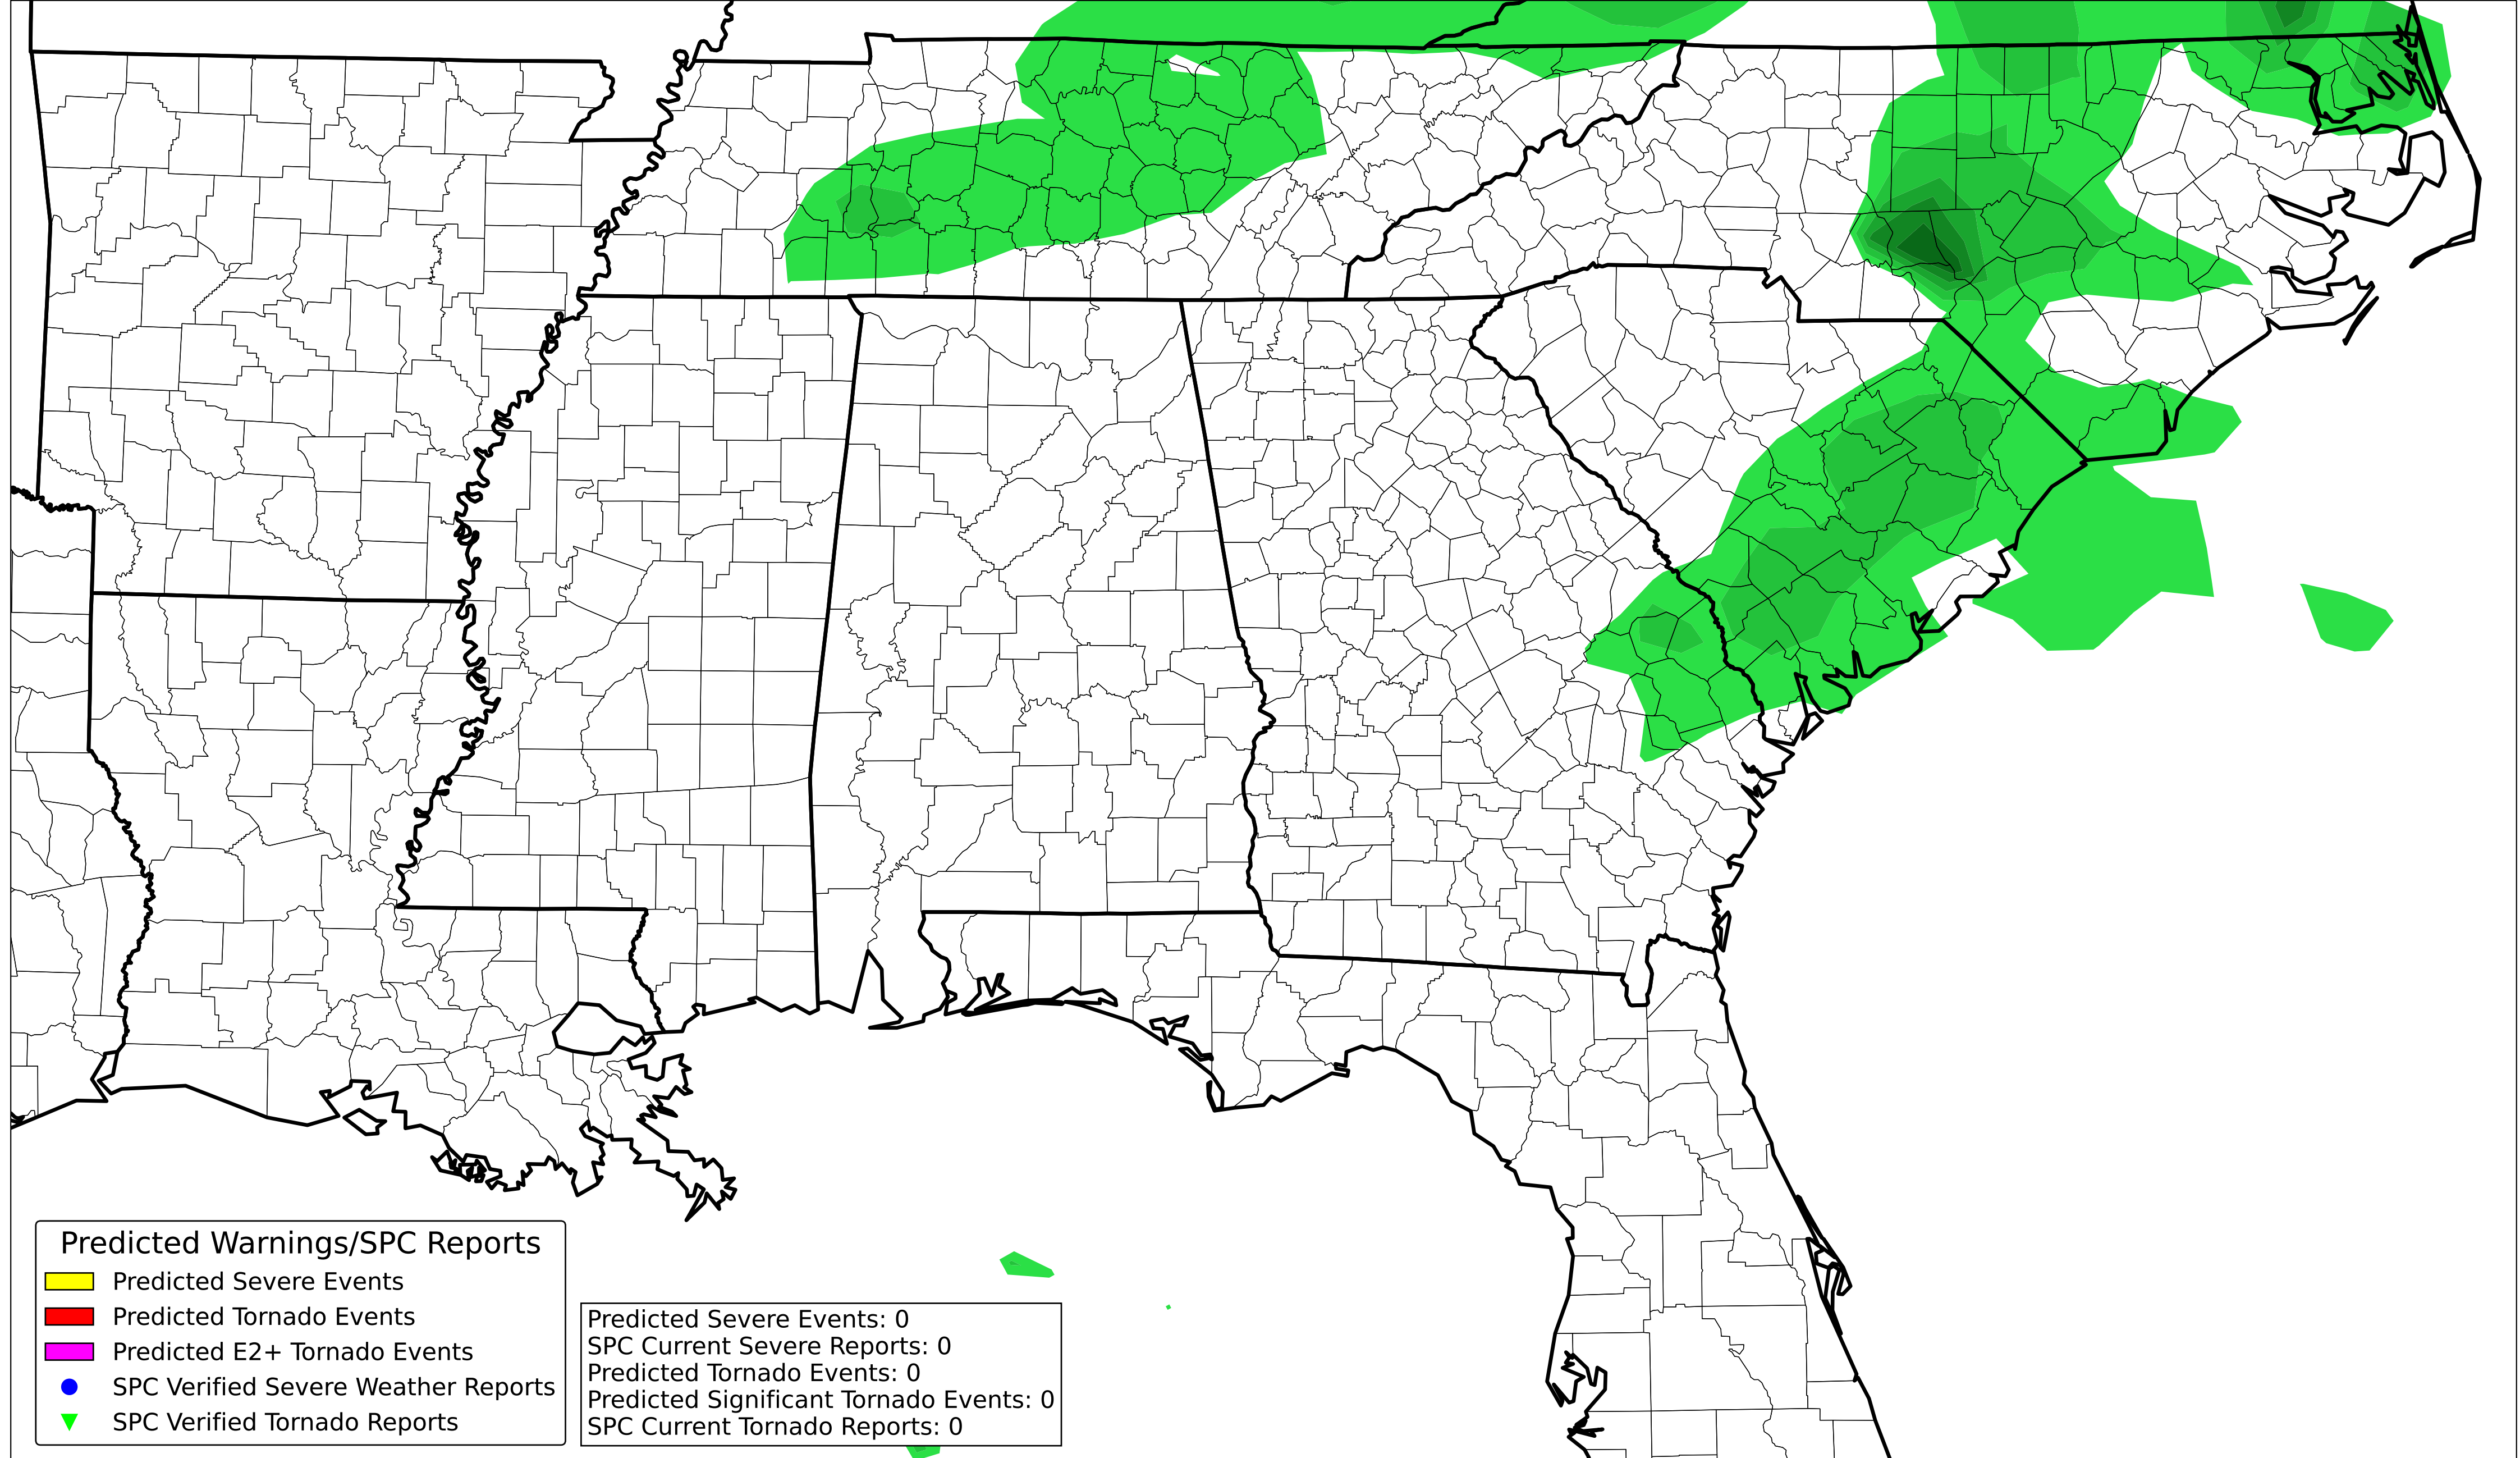 Predicted Warnings/SPC Reports
Predicted Severe Events
Predicted Tornado Events
Predicted E2+ Tornado Events
SPC Verified Severe Weather Reports
SPC Verified Tornado Reports
Predicted Severe Events: 0
SPC Current Severe Reports: 0
Predicted Tornado Events: 0
Predicted Significant Tornado Events: 0
SPC Current Tornado Reports: 0